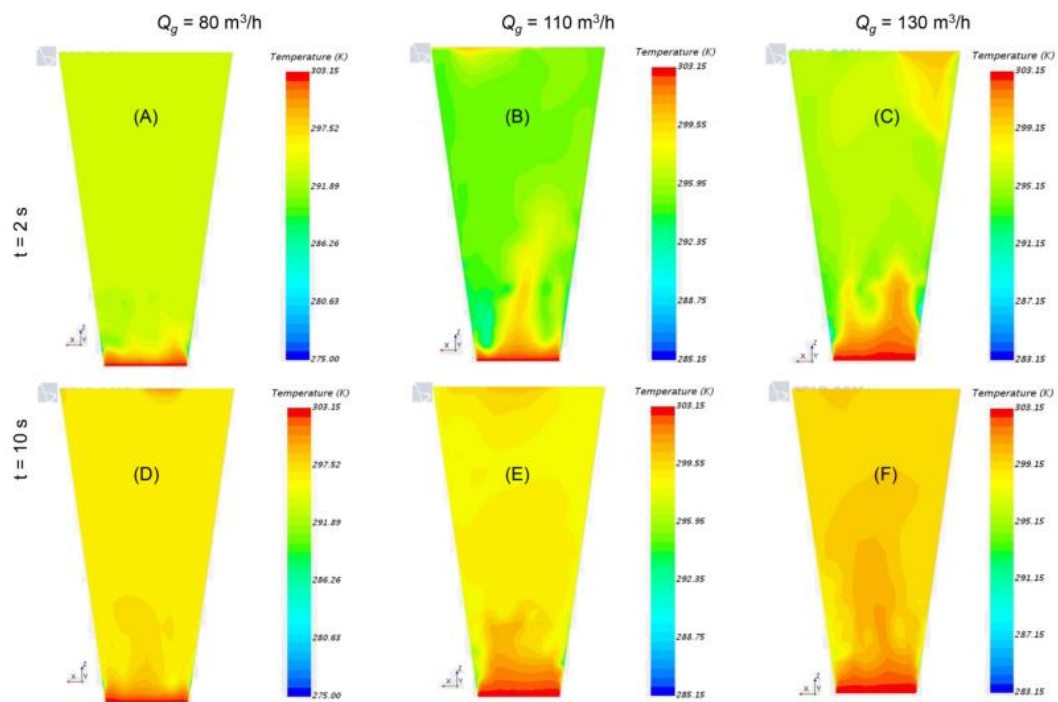 Q_g = 80 m³/h
Q_g = 110 m³/h
Q_g = 130 m³/h
t = 2 s
(A)
Temperature (K)
303.15
297.52
291.89
286.26
280.63
275.00
X Z Y
(B)
Temperature (K)
303.15
299.55
295.95
292.35
288.75
285.15
X Z Y
(C)
Temperature (K)
303.15
299.15
295.15
291.15
287.15
283.15
X Z Y
t = 10 s
(D)
Temperature (K)
303.15
297.52
291.89
286.26
280.63
275.00
X Z Y
(E)
Temperature (K)
303.15
299.55
295.95
292.35
288.75
285.15
X Z Y
(F)
Temperature (K)
303.15
299.15
295.15
291.15
287.15
283.15
X Z Y